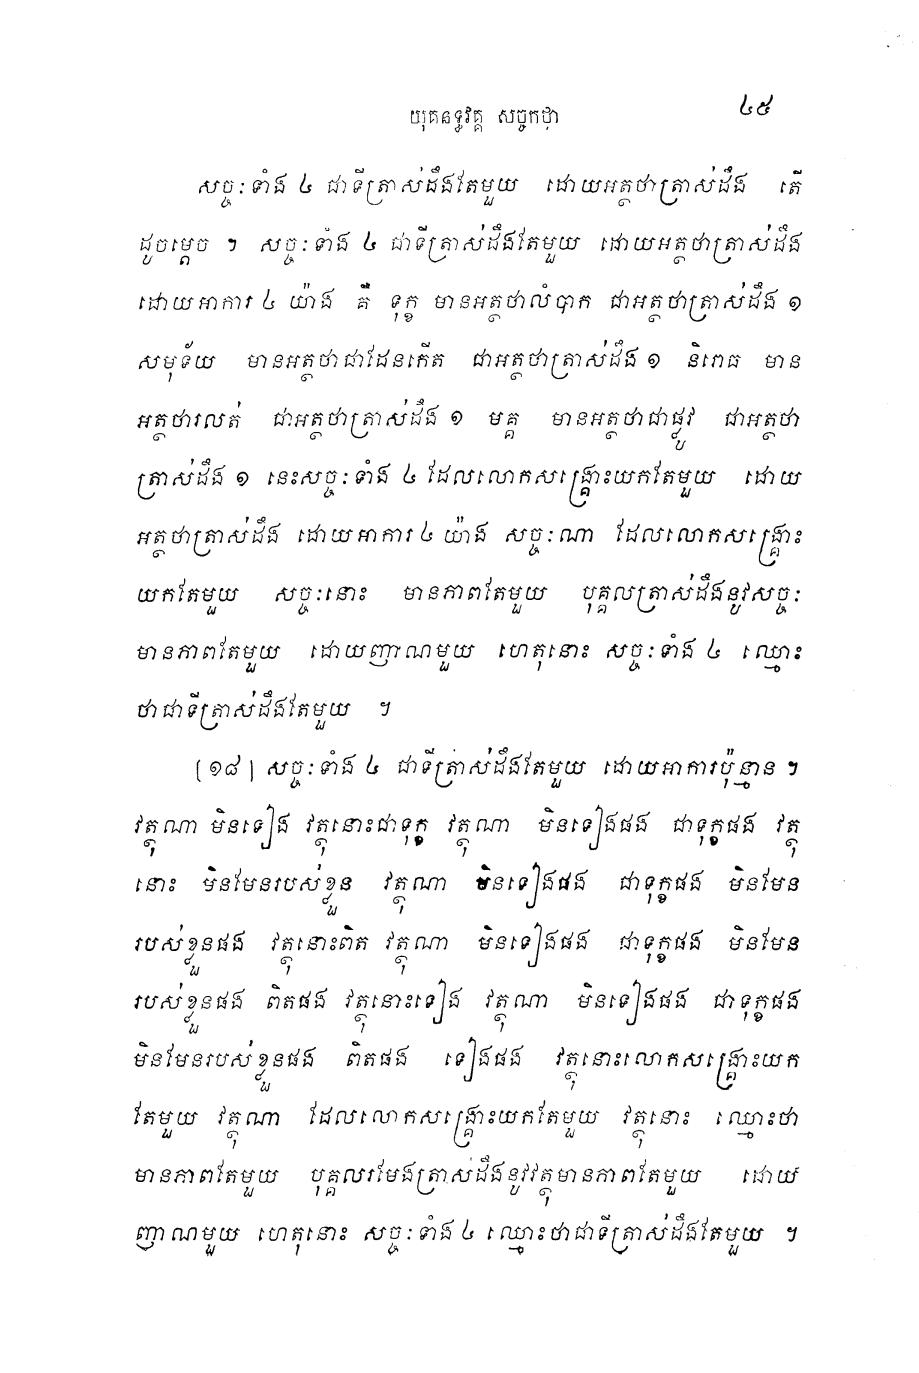 យុគនទ្ធវគ្គ សច្ចកថា ៤៥
សច្ចៈទាំង ៤ ជាទីត្រាស់ដឹងតែមួយ ដោយអត្ថថាត្រាស់ដឹង តើ
ដូចម្តេច ។ សច្ចៈទាំង ៤ ជាទីត្រាស់ដឹងតែមួយ ដោយអត្ថថាត្រាស់ដឹង
ដោយអាការ ៤ យ៉ាង គឺ ទុក្ខ មានអត្ថថាលំបាក ជាអត្ថថាត្រាស់ដឹង ១
សមុទ័យ មានអត្ថថាជាដែនកើត ជាអត្ថថាត្រាស់ដឹង ១ និរោធ មាន
អត្ថថារលត់ ជាអត្ថថាត្រាស់ដឹង ១ មគ្គ មានអត្ថថាជាផ្លូវ ជាអត្ថថា
ត្រាស់ដឹង ១ នេះសច្ចៈទាំង ៤ ដែលលោកសង្គ្រោះយកតែមួយ ដោយ
អត្ថថាត្រាស់ដឹង ដោយអាការ ៤ យ៉ាង សច្ចៈណា ដែលលោកសង្គ្រោះ
យកតែមួយ សច្ចៈនោះ មានភាពតែមួយ បុគ្គលត្រាស់ដឹងនូវសច្ចៈ
មានភាពតែមួយ ដោយញាណមួយ ហេតុនោះ សច្ចៈទាំង ៤ ឈ្មោះ
ថាជាទីត្រាស់ដឹងតែមួយ ។
[១៨] សច្ចៈទាំង ៤ ជាទីត្រាស់ដឹងតែមួយ ដោយអាការប៉ុន្មាន ។
វត្ថុណា មិនទៀង វត្ថុនោះជាទុក្ខ វត្ថុណា មិនទៀងផង ជាទុក្ខផង វត្ថុ
នោះ មិនមែនរបស់ខ្លួន វត្ថុណា មិនទៀងផង ជាទុក្ខផង មិនមែន
របស់ខ្លួនផង វត្ថុនោះពិត វត្ថុណា មិនទៀងផង ជាទុក្ខផង មិនមែន
របស់ខ្លួនផង ពិតផង វត្ថុនោះទៀង វត្ថុណា មិនទៀងផង ជាទុក្ខផង
មិនមែនរបស់ខ្លួនផង ពិតផង ទៀងផង វត្ថុនោះលោកសង្គ្រោះយក
តែមួយ វត្ថុណា ដែលលោកសង្គ្រោះយកតែមួយ វត្ថុនោះ ឈ្មោះថា
មានភាពតែមួយ បុគ្គលរមែងត្រាស់ដឹងនូវវត្ថុមានភាពតែមួយ ដោយ
ញាណមួយ ហេតុនោះ សច្ចៈទាំង ៤ ឈ្មោះថាជាទីត្រាស់ដឹងតែមួយ ។